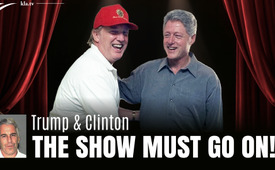 kla.tv
Trump & Clinton
THE SHOW MUST GO ON!